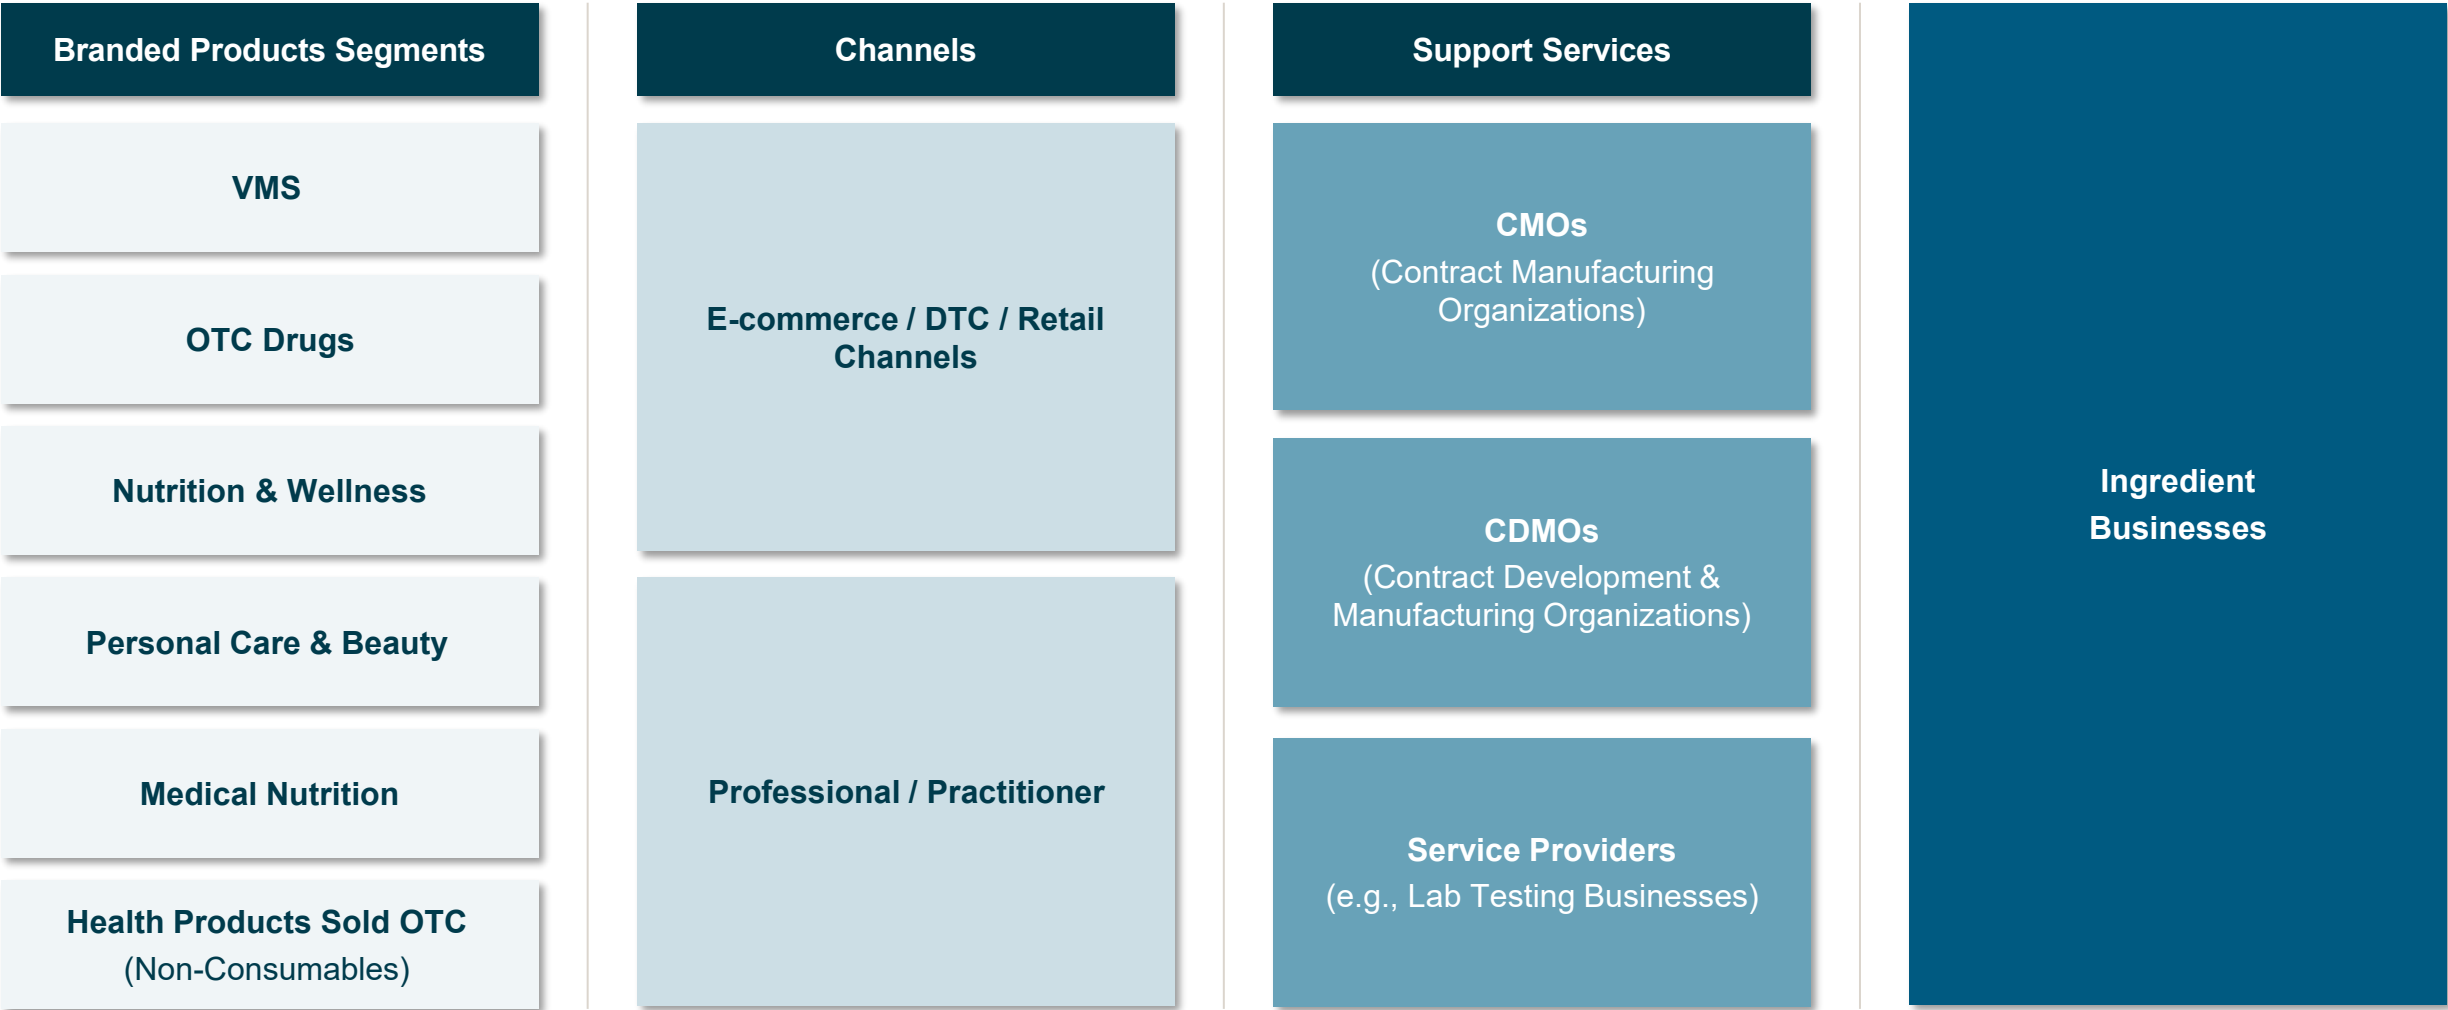 Branded Products Segments
VMS
OTC Drugs
Nutrition & Wellness
Personal Care & Beauty
Medical Nutrition
Health Products Sold OTC
(Non-Consumables)
Channels
E-commerce / DTC / Retail
Channels
Professional / Practitioner
Support Services
CMOs
(Contract Manufacturing
Organizations)
CDMOs
(Contract Development &
Manufacturing Organizations)
Service Providers
(e.g., Lab Testing Businesses)
Ingredient
Businesses